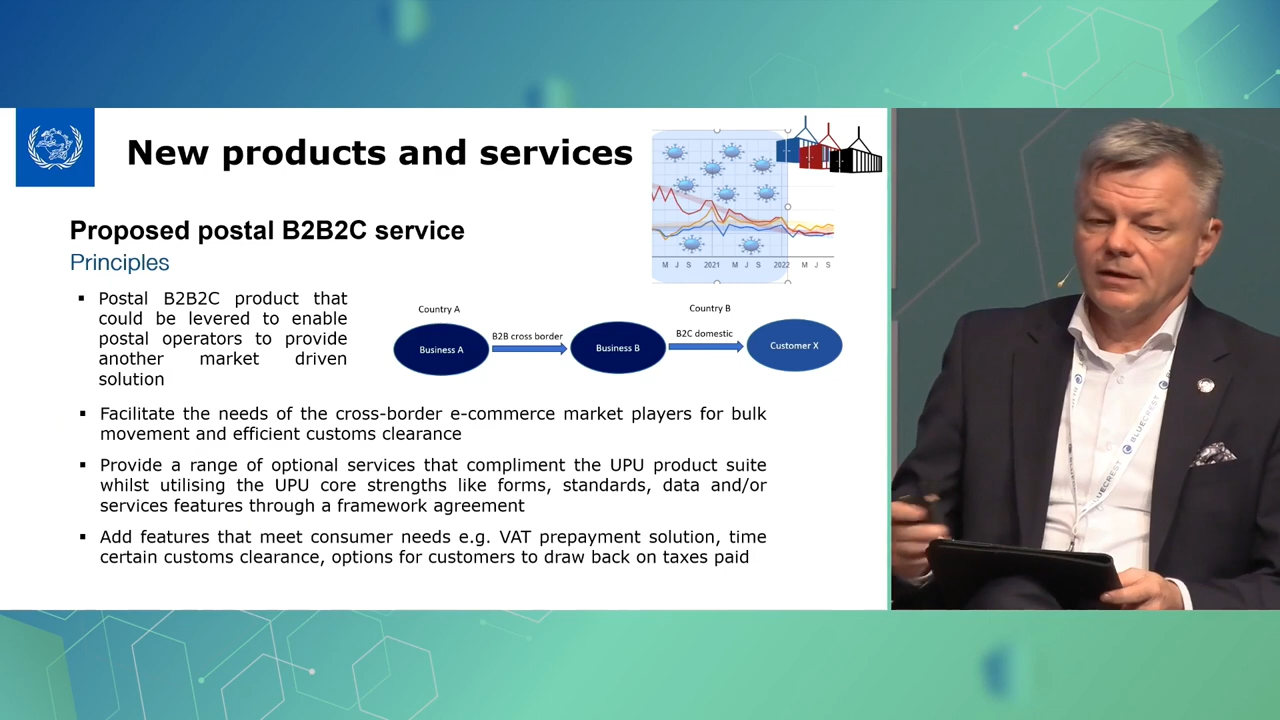 New products and services
M J S 2021 M J S 2022 M J S
Proposed postal B2B2C service
Principles
▪ Postal B2B2C product that
could be levered to enable
postal operators to provide
another market driven
solution
Country A
Country B
Business A
B2B cross border
Business B
B2C domestic
Customer X
▪ Facilitate the needs of the cross-border e-commerce market players for bulk
movement and efficient customs clearance
▪ Provide a range of optional services that compliment the UPU product suite
whilst utilising the UPU core strengths like forms, standards, data and/or
services features through a framework agreement
▪ Add features that meet consumer needs e.g. VAT prepayment solution, time
certain customs clearance, options for customers to draw back on taxes paid
BLUECREST
BLUECREST